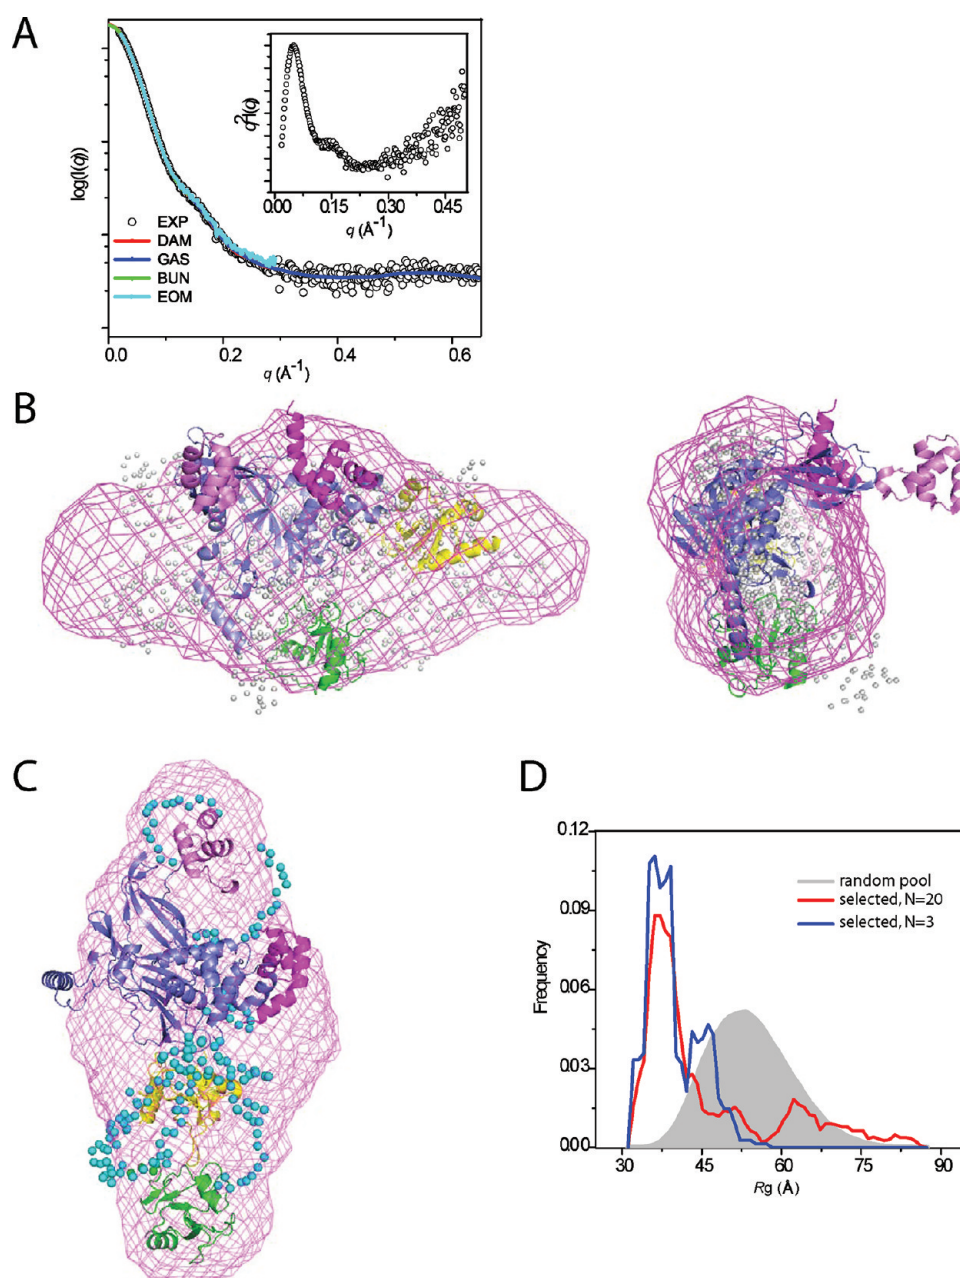 A
log(I(q))
EXP
DAM
GAS
BUN
EOM
0.0 0.2 0.4 0.6
q (Å-1)
q2I(q)
0.00 0.15 0.30 0.45
q (Å-1)
B
C
D
0.12
0.09
0.06
0.03
0.00
Frequency
random pool
selected, N=20
selected, N=3
30 45 60 75 90
Rg (Å)